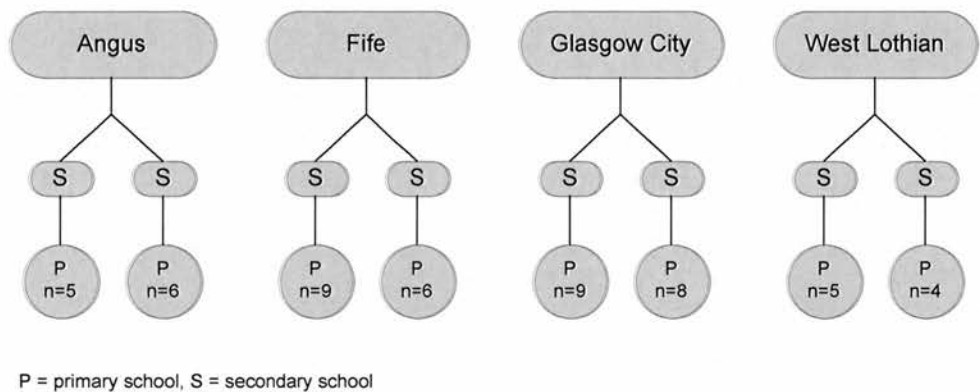 Angus
Fife
Glasgow City
West Lothian
S
S
S
S
S
S
S
S
P
n=5
P
n=6
P
n=9
P
n=6
P
n=9
P
n=8
P
n=5
P
n=4
P = primary school, S = secondary school